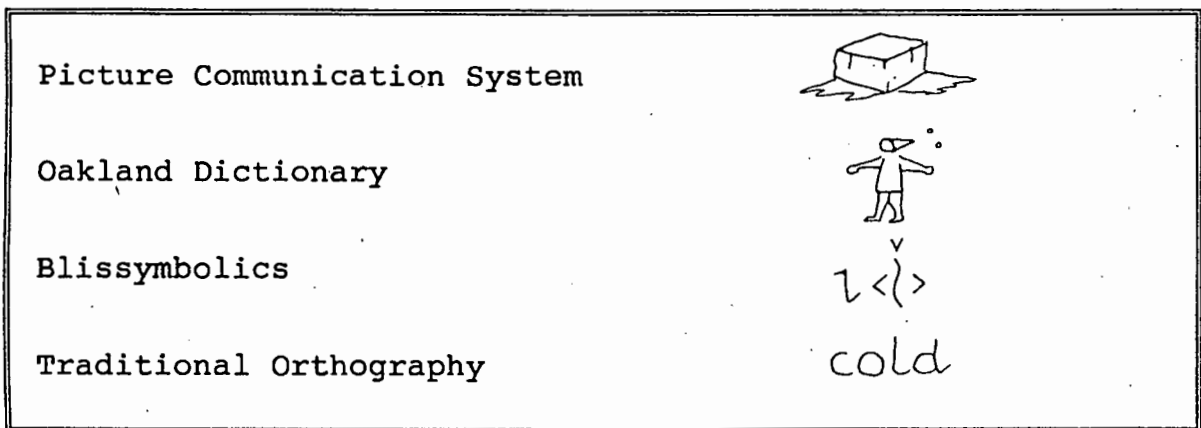 Picture Communication System
Oakland Dictionary
Blissymbolics
Traditional Orthography cold